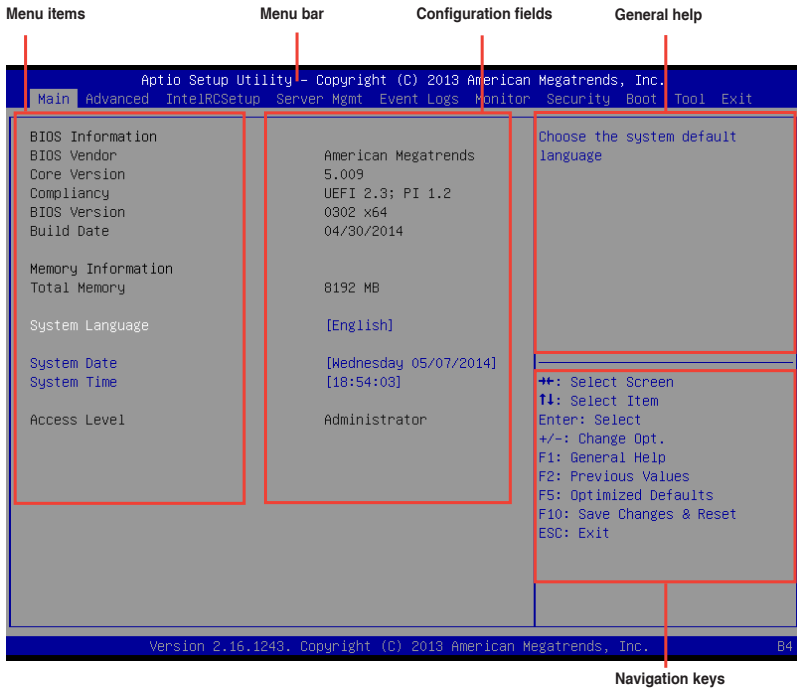 Menu items Menu bar Configuration fields General help
Aptio Setup Utility – Copyright (C) 2013 American Megatrends, Inc.
Main Advanced IntelRCSetup Server Mgmt Event Logs Monitor Security Boot Tool Exit
BIOS Information
BIOS Vendor American Megatrends
Core Version 5.009
Compliancy UEFI 2.3; PI 1.2
BIOS Version 0302 x64
Build Date 04/30/2014
Memory Information
Total Memory 8192 MB
System Language [English]
System Date [Wednesday 05/07/2014]
System Time [18:54:03]
Access Level Administrator
Choose the system default
language
→←: Select Screen
↑↓: Select Item
Enter: Select
+/-: Change Opt.
F1: General Help
F2: Previous Values
F5: Optimized Defaults
F10: Save Changes & Reset
ESC: Exit
Version 2.16.1243. Copyright (C) 2013 American Megatrends, Inc. B4
Navigation keys